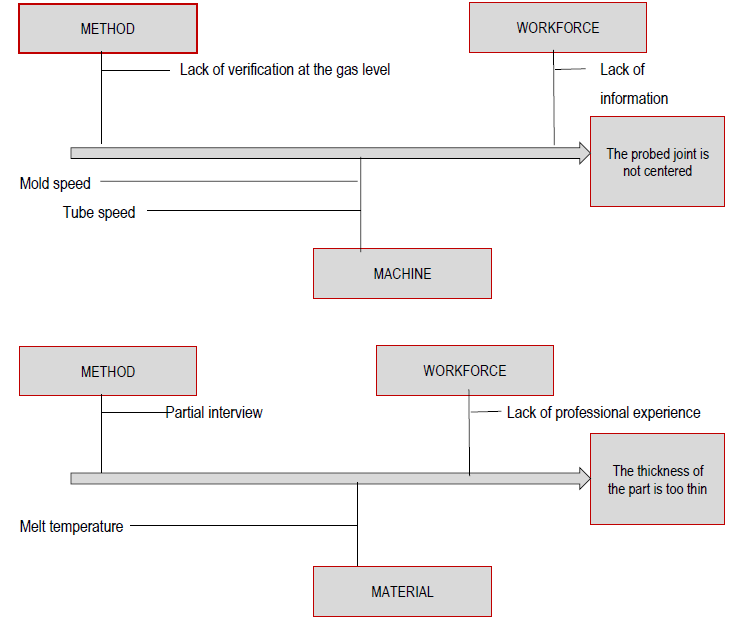 METHOD
WORKFORCE
Lack of verification at the gas level
Lack of
information
The probed joint is
not centered
Mold speed
Tube speed
MACHINE
METHOD
WORKFORCE
Partial interview
Lack of professional experience
The thickness of
the part is too thin
Melt temperature
MATERIAL